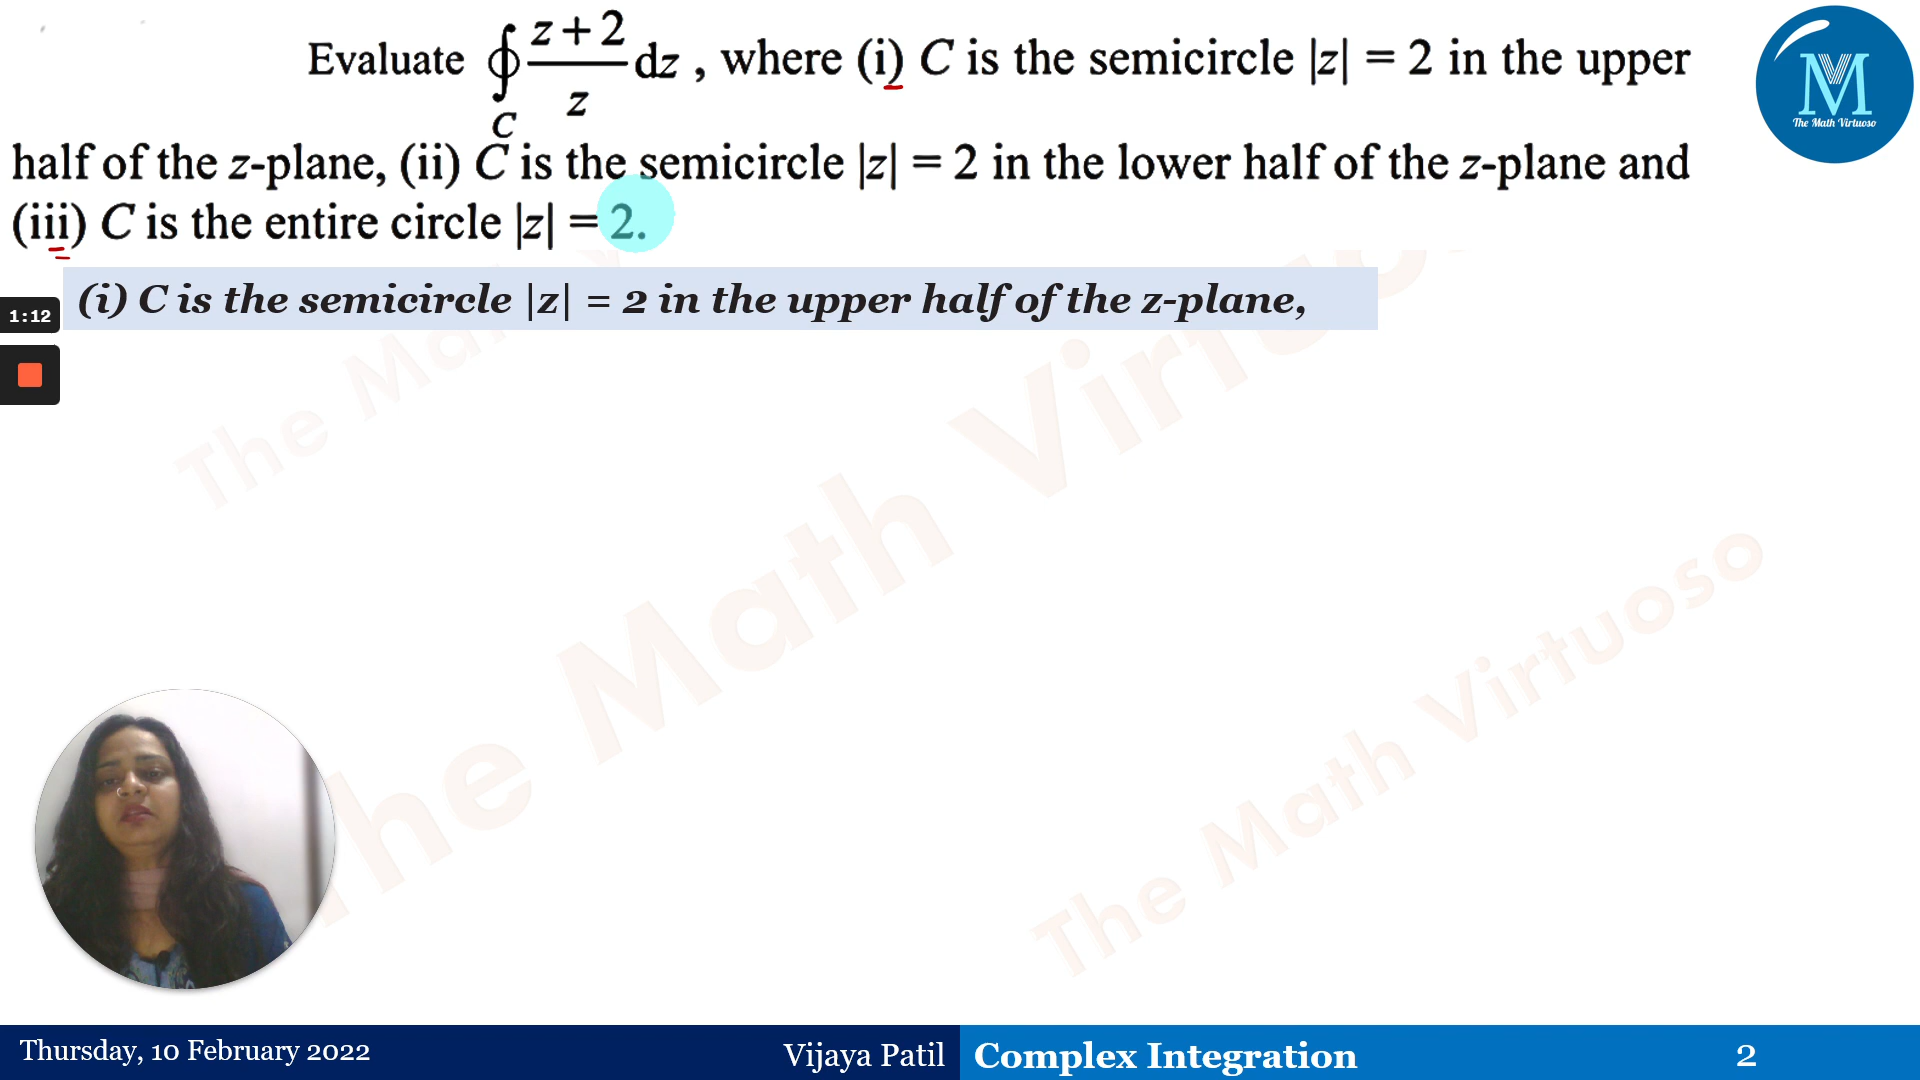 Evaluate ∮_C (z + 2)/z dz , where (i) C is the semicircle |z| = 2 in the upper
half of the z-plane, (ii) C is the semicircle |z| = 2 in the lower half of the z-plane and
(iii) C is the entire circle |z| = 2.
M
The Math Virtuoso
(i) C is the semicircle |z| = 2 in the upper half of the z-plane,
1:12
The Math Virtuoso
The Math Virtuoso
Thursday, 10 February 2022
Vijaya Patil
Complex Integration
2